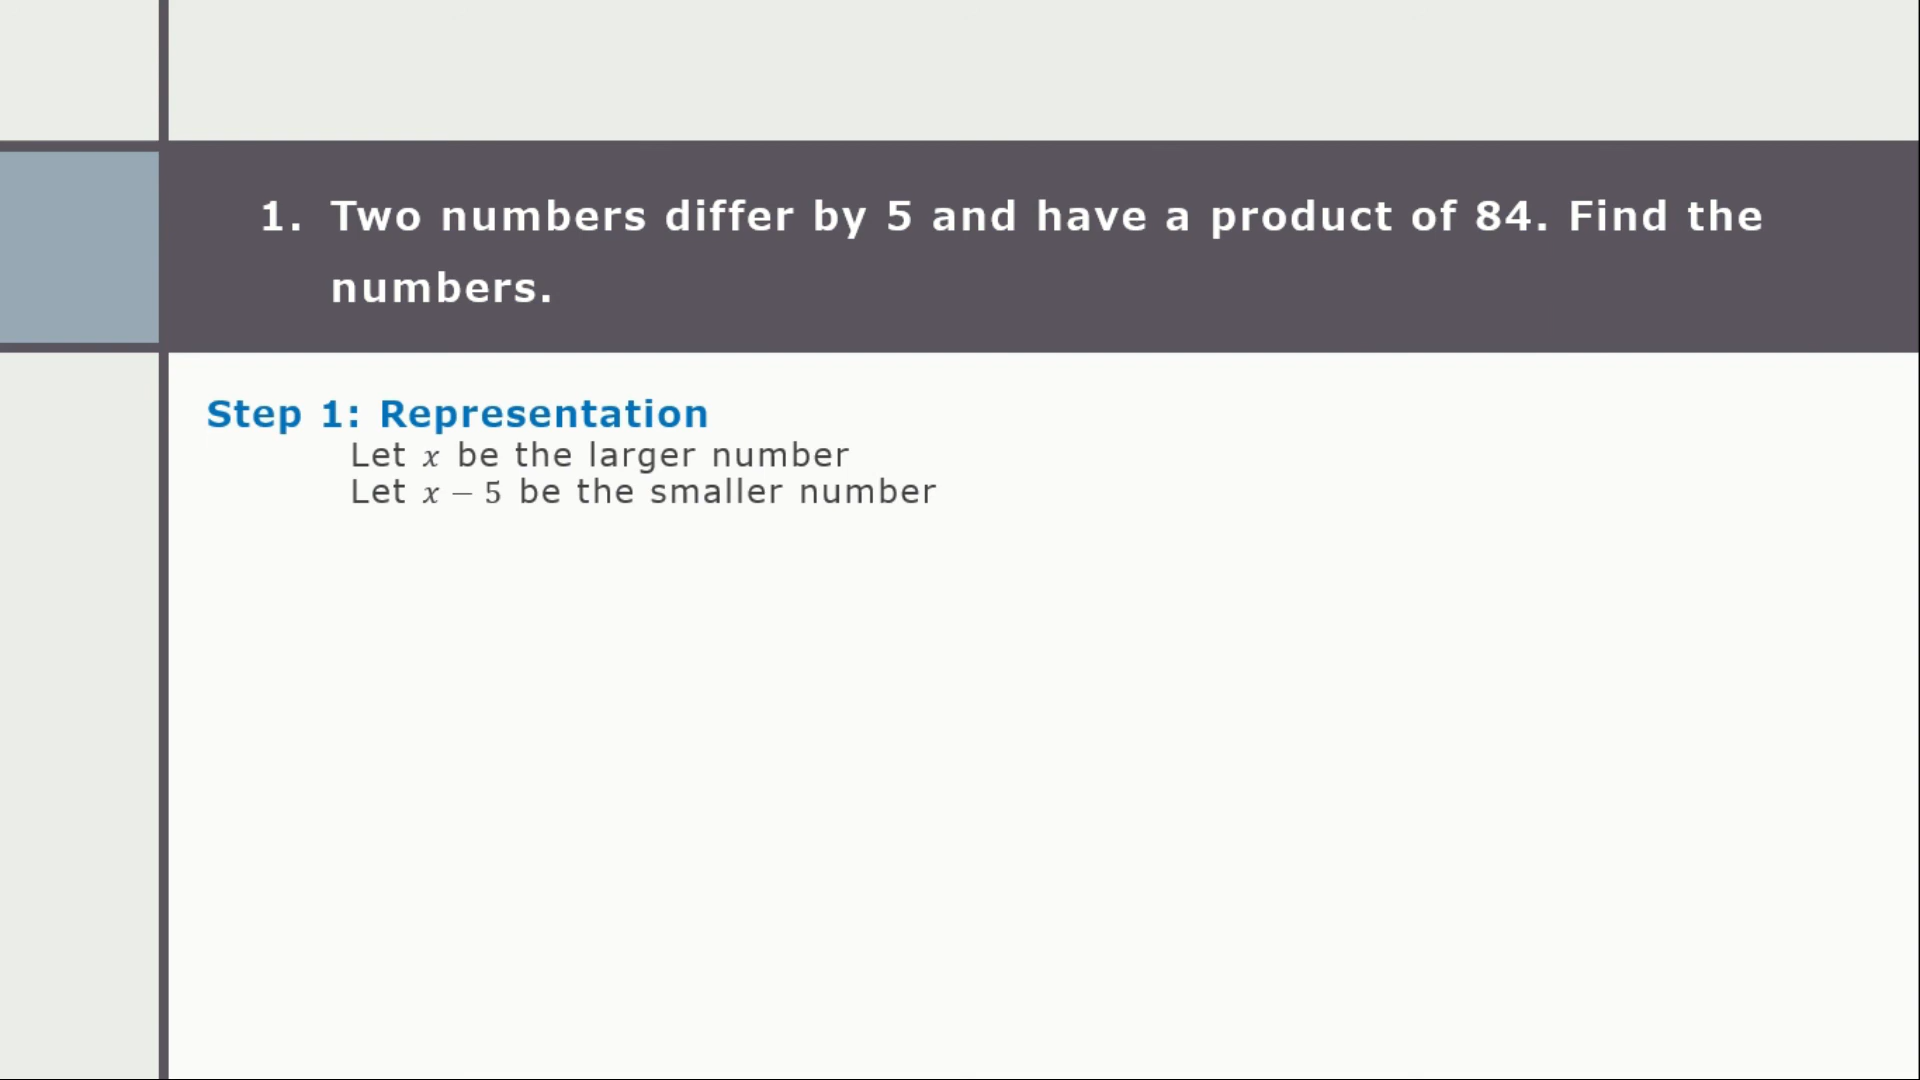 1. Two numbers differ by 5 and have a product of 84. Find the
numbers.
Step 1: Representation
Let x be the larger number
Let x − 5 be the smaller number